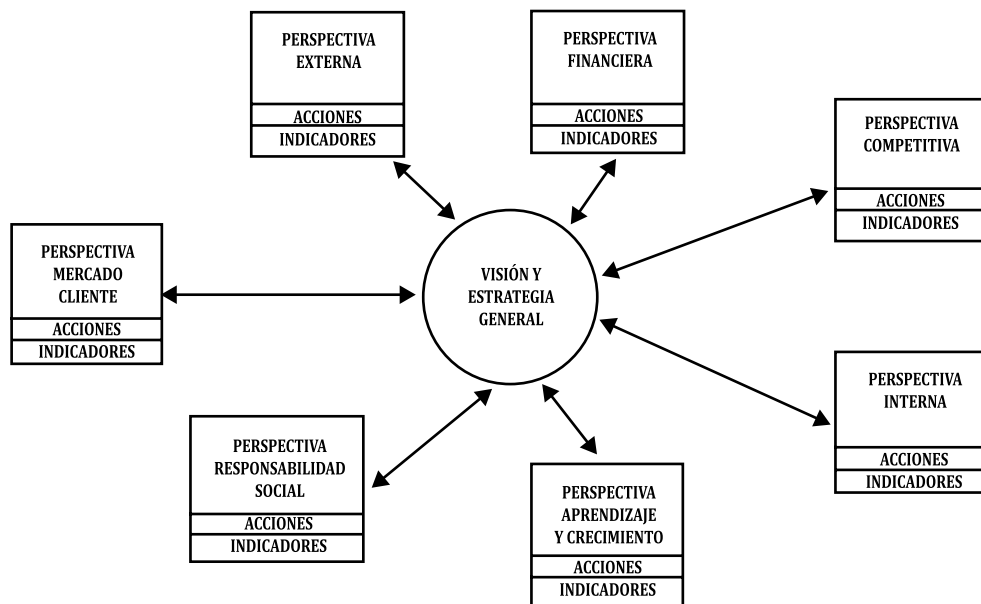 PERSPECTIVA
EXTERNA
ACCIONES
INDICADORES
PERSPECTIVA
FINANCIERA
ACCIONES
INDICADORES
PERSPECTIVA
COMPETITIVA
ACCIONES
INDICADORES
PERSPECTIVA
MERCADO
CLIENTE
ACCIONES
INDICADORES
VISIÓN Y
ESTRATEGIA
GENERAL
PERSPECTIVA
INTERNA
ACCIONES
INDICADORES
PERSPECTIVA
RESPONSABILIDAD
SOCIAL
ACCIONES
INDICADORES
PERSPECTIVA
APRENDIZAJE
Y CRECIMIENTO
ACCIONES
INDICADORES